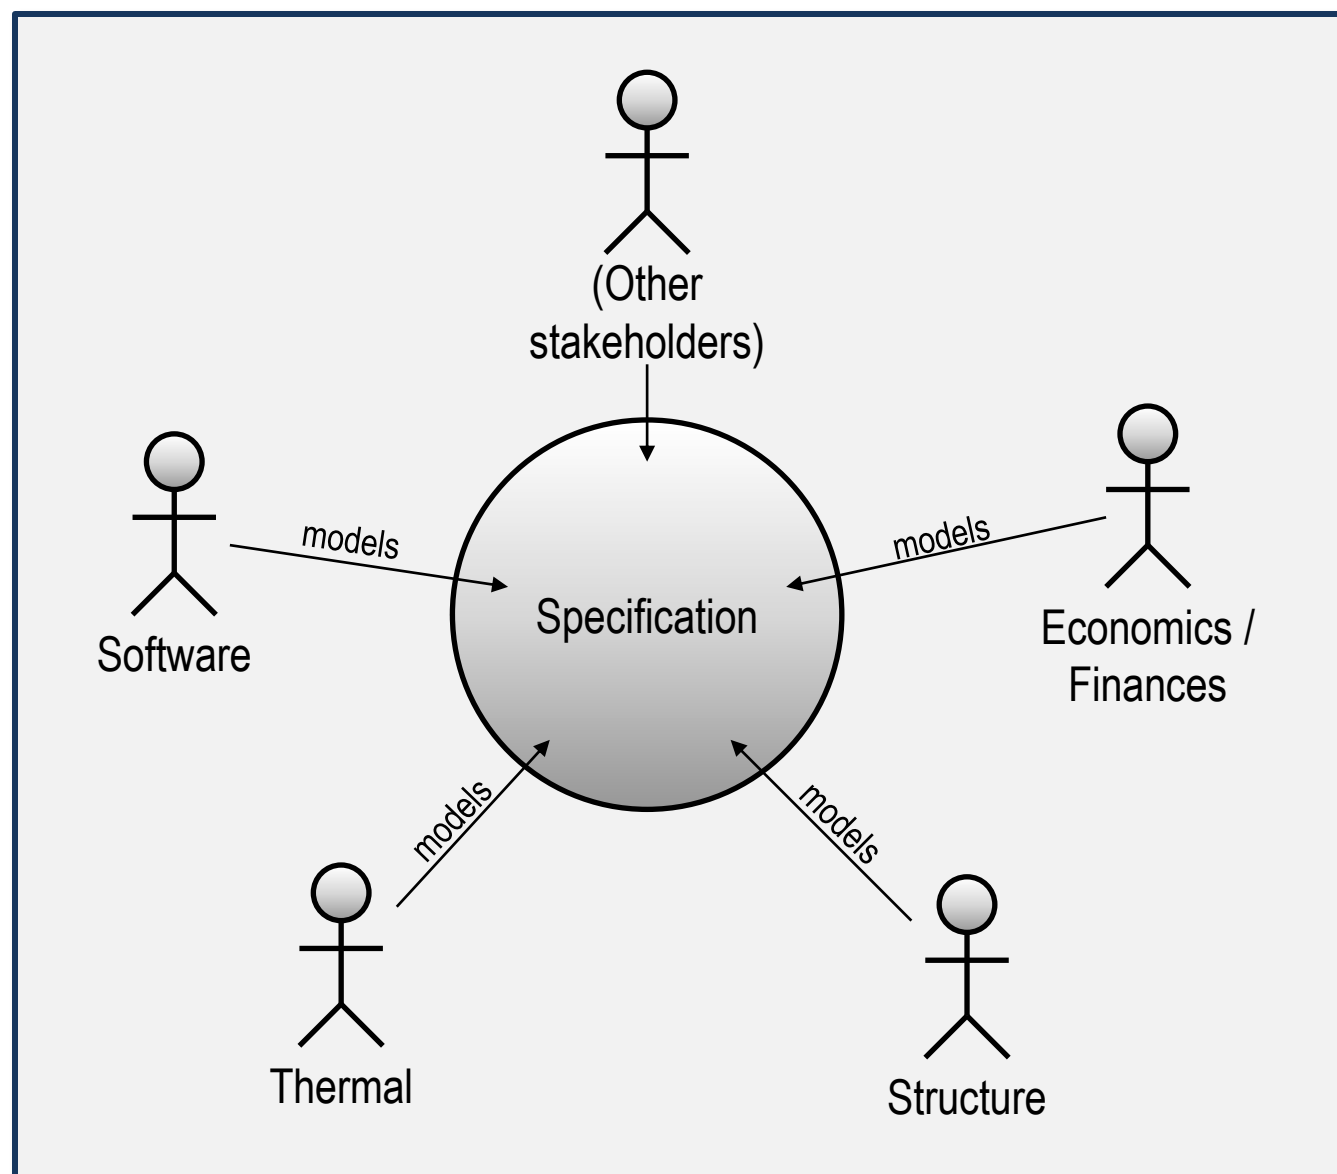 (Other
stakeholders)
models
models
Specification
Software
Economics /
Finances
models
models
Thermal
Structure